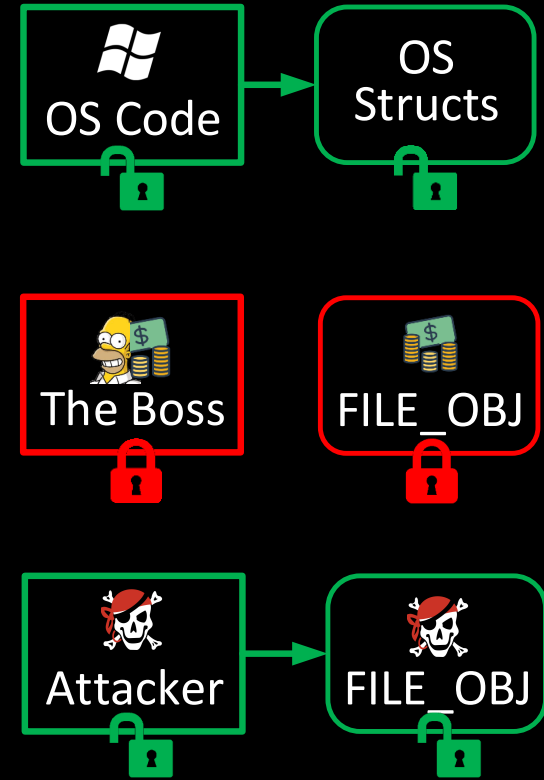 OS Code
OS
Structs
$
The Boss
$
FILE_OBJ
Attacker
FILE_OBJ